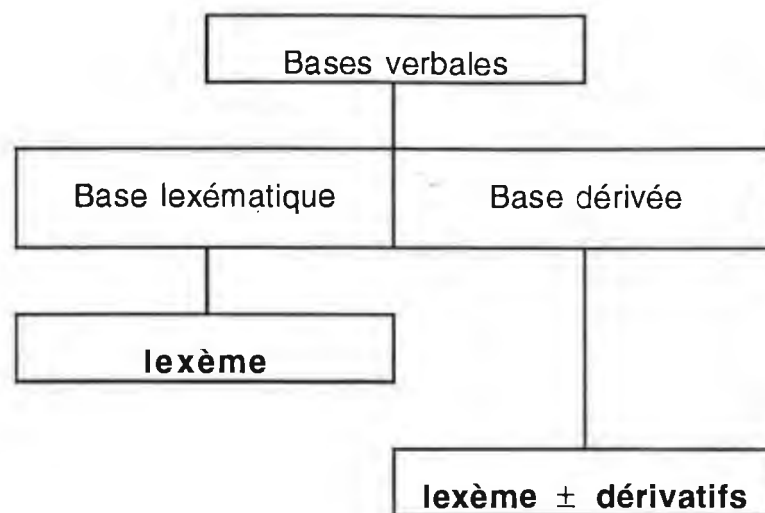 Bases verbales
Base lexématique
Base dérivée
lexème
lexème ± dérivatifs